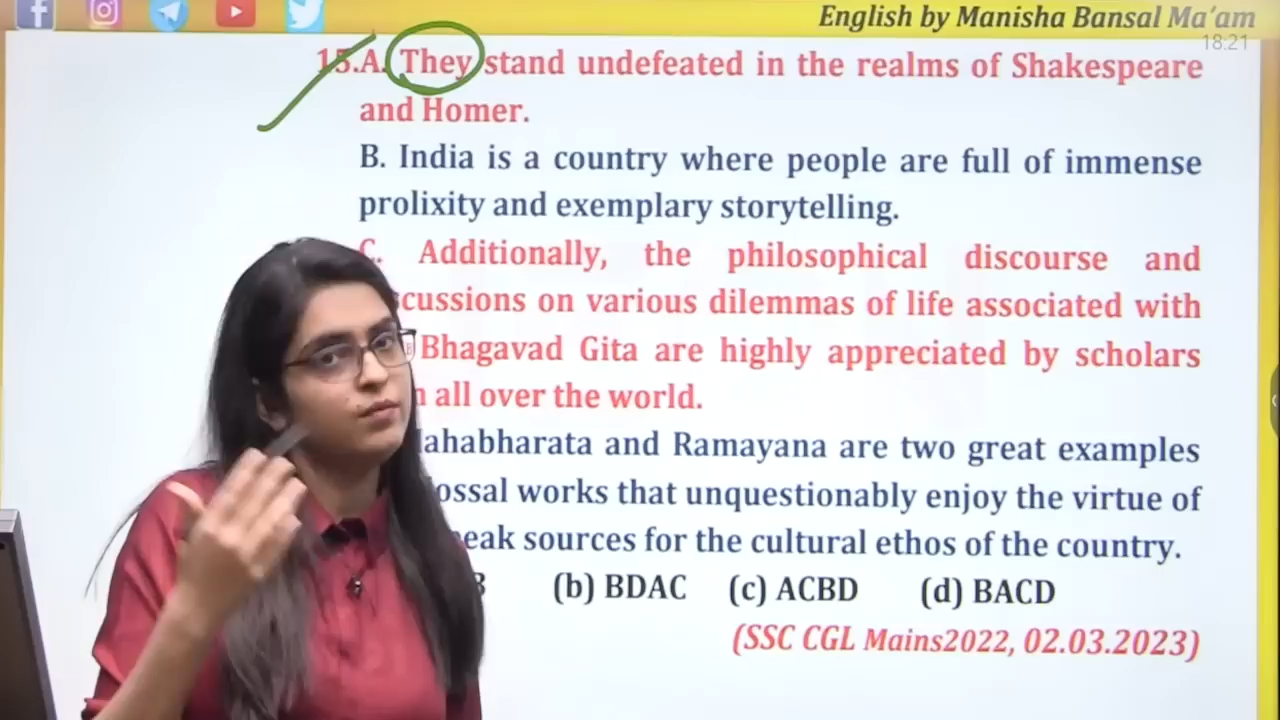 English by Manisha Bansal Ma'am
18:21
15.A. They stand undefeated in the realms of Shakespeare
and Homer.
B. India is a country where people are full of immense
prolixity and exemplary storytelling.
C. Additionally, the philosophical discourse and
cussions on various dilemmas of life associated with
Bhagavad Gita are highly appreciated by scholars
all over the world.
ahabharata and Ramayana are two great examples
ossal works that unquestionably enjoy the virtue of
eak sources for the cultural ethos of the country.
(b) BDAC (c) ACBD (d) BACD
(SSC CGL Mains2022, 02.03.2023)